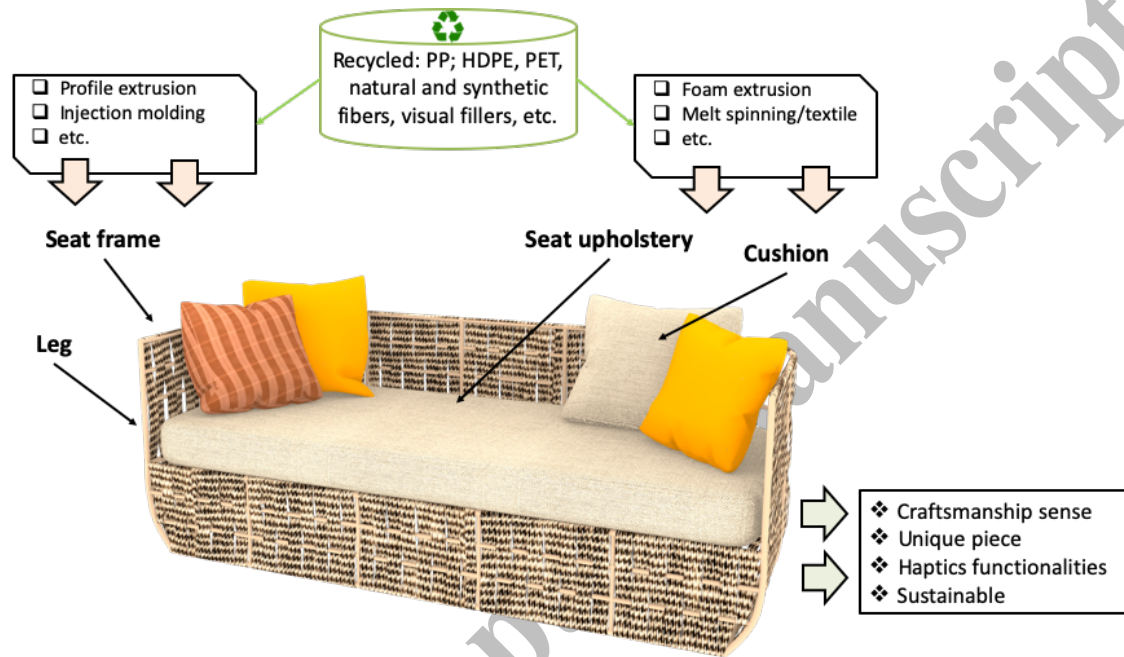 Recycled: PP; HDPE, PET,
natural and synthetic
fibers, visual fillers, etc.
❑ Profile extrusion
❑ Injection molding
❑ etc.
❑ Foam extrusion
❑ Melt spinning/textile
❑ etc.
Seat frame
Seat upholstery
Cushion
Leg
❖ Craftsmanship sense
❖ Unique piece
❖ Haptics functionalities
❖ Sustainable